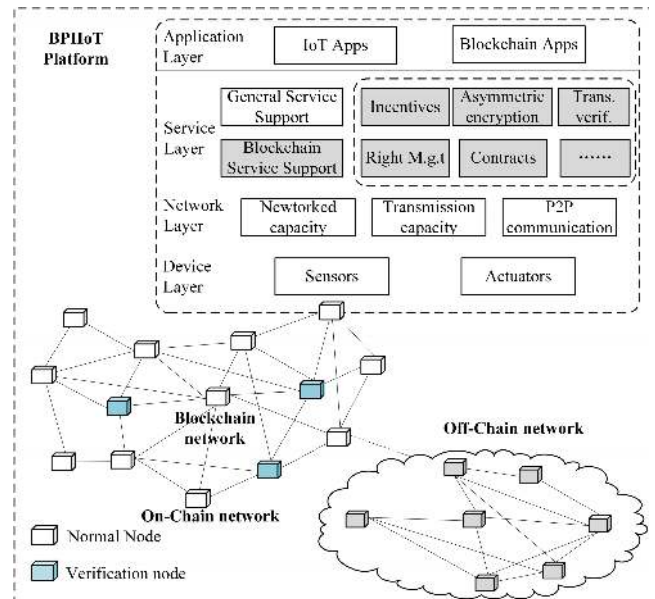 BPIIoT
Platform
Application
Layer
IoT Apps
Blockchain Apps
Service
Layer
General Service
Support
Blockchain
Service Support
Incentives
Asymmetric
encryption
Trans.
verif.
Right M.g.t
Contracts
······
Network
Layer
Newtorked
capacity
Transmission
capacity
P2P
communication
Device
Layer
Sensors
Actuators
Blockchain
network
On-Chain network
Off-Chain network
Normal Node
Verification node